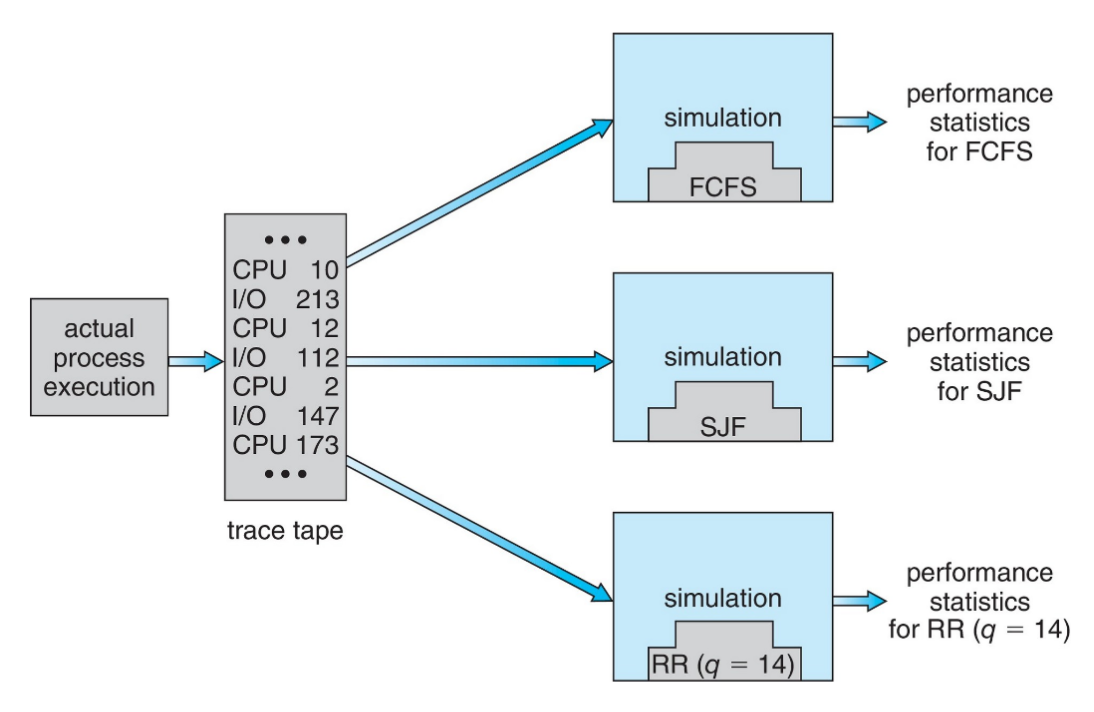 actual
process
execution
• • •
CPU 10
I/O 213
CPU 12
I/O 112
CPU 2
I/O 147
CPU 173
• • •
trace tape
simulation
FCFS
performance
statistics
for FCFS
simulation
SJF
performance
statistics
for SJF
simulation
RR (q = 14)
performance
statistics
for RR (q = 14)